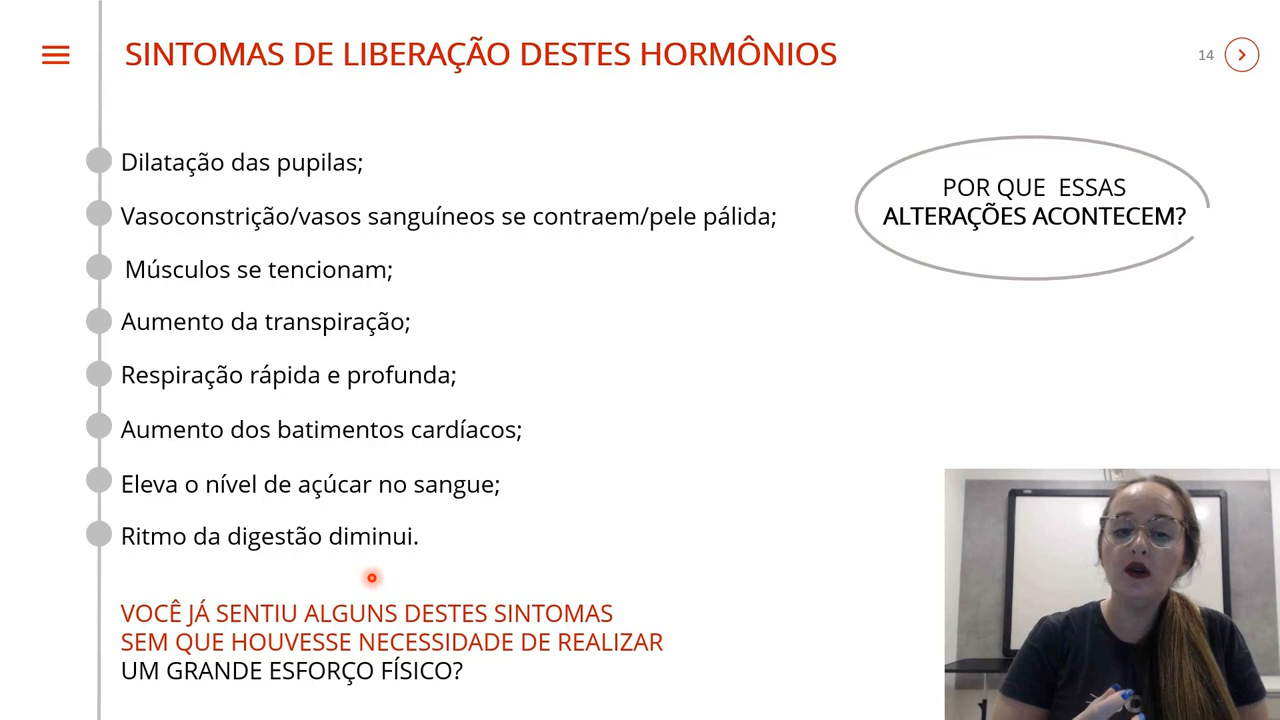 SINTOMAS DE LIBERAÇÃO DESTES HORMÔNIOS
14
Dilatação das pupilas;
Vasoconstrição/vasos sanguíneos se contraem/pele pálida;
Músculos se tencionam;
Aumento da transpiração;
Respiração rápida e profunda;
Aumento dos batimentos cardíacos;
Eleva o nível de açúcar no sangue;
Ritmo da digestão diminui.
POR QUE ESSAS
ALTERAÇÕES ACONTECEM?
VOCÊ JÁ SENTIU ALGUNS DESTES SINTOMAS
SEM QUE HOUVESSE NECESSIDADE DE REALIZAR
UM GRANDE ESFORÇO FÍSICO?